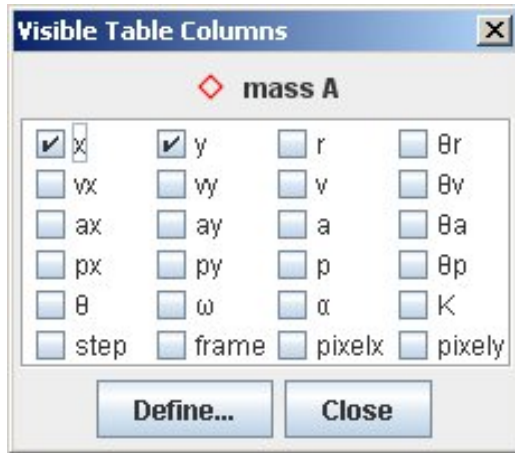 Visible Table Columns
mass A
x y r θr
vx vy v θv
ax ay a θa
px py p θp
θ ω α K
step frame pixelx pixely
Define... Close